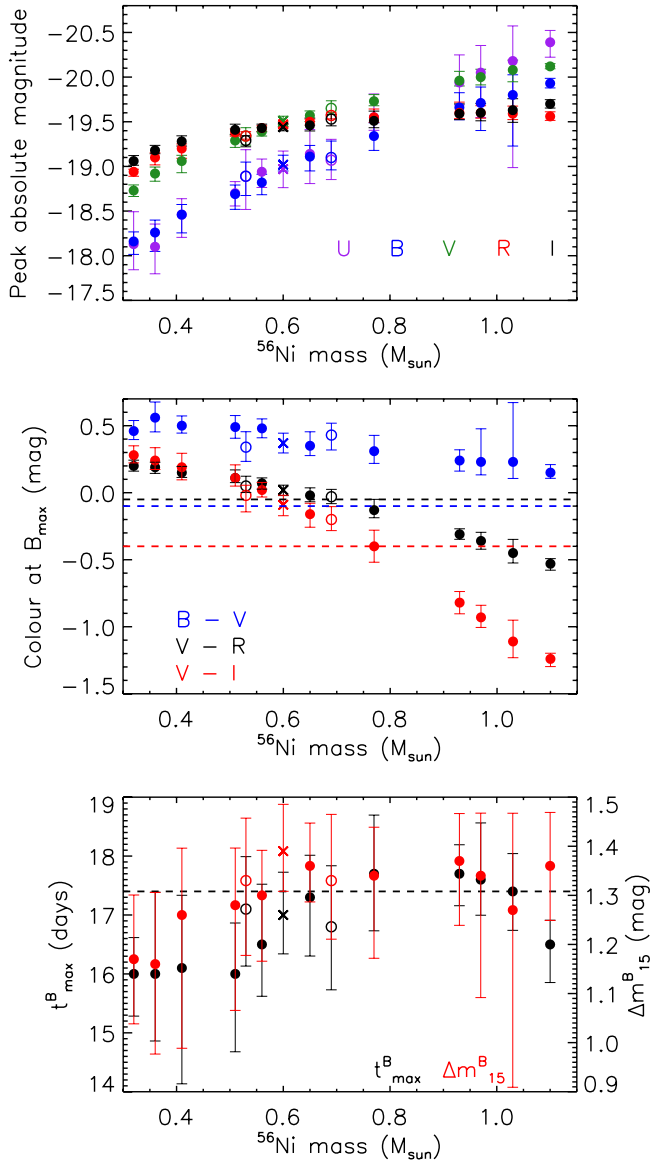 Peak absolute magnitude
−20.5
−20.0
−19.5
−19.0
−18.5
−18.0
−17.5
U B V R I
0.4 0.6 0.8 1.0
⁵⁶Ni mass (Mₛᵤₙ)
Colour at Bₘₐₓ (mag)
0.5
0.0
−0.5
−1.0
−1.5
B − V
V − R
V − I
0.4 0.6 0.8 1.0
⁵⁶Ni mass (Mₛᵤₙ)
tᴮₘₐₓ (days)
19
18
17
16
15
14
tᴮₘₐₓ Δmᴮ₁₅
1.5
1.4
1.3
1.2
1.1
1.0
0.9
Δmᴮ₁₅ (mag)
0.4 0.6 0.8 1.0
⁵⁶Ni mass (Mₛᵤₙ)